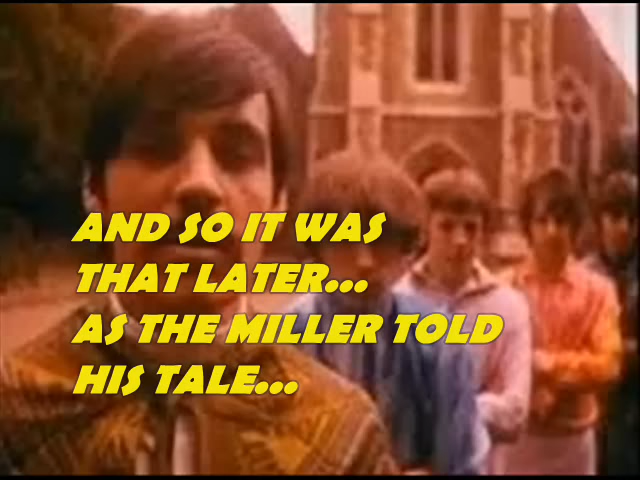 AND SO IT WAS
THAT LATER...
AS THE MILLER TOLD
HIS TALE...